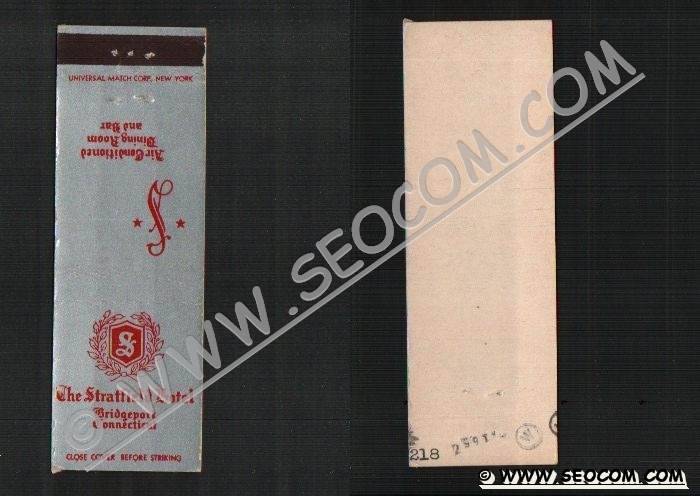 UNIVERSAL MATCH CORP., NEW YORK
Air Conditioned
Dining Room
and Bar
S
S
The Stratfield Hotel
Bridgeport
Connecticut
CLOSE COVER BEFORE STRIKING
218
W
© WWW.SEOCOM.COM
© WWW.SEOCOM.COM